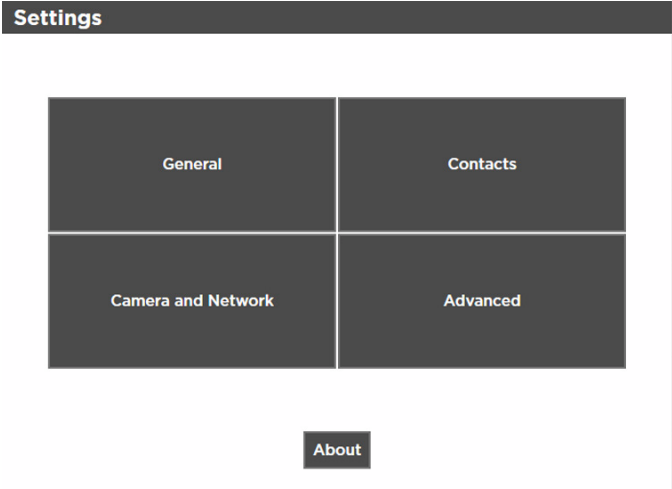 Settings
General
Contacts
Camera and Network
Advanced
About